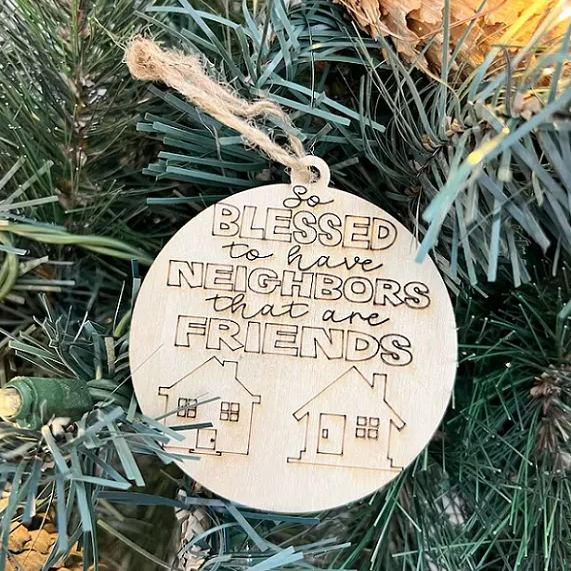 So
BLESSED
to have
NEIGHBORS
that are
FRIENDS